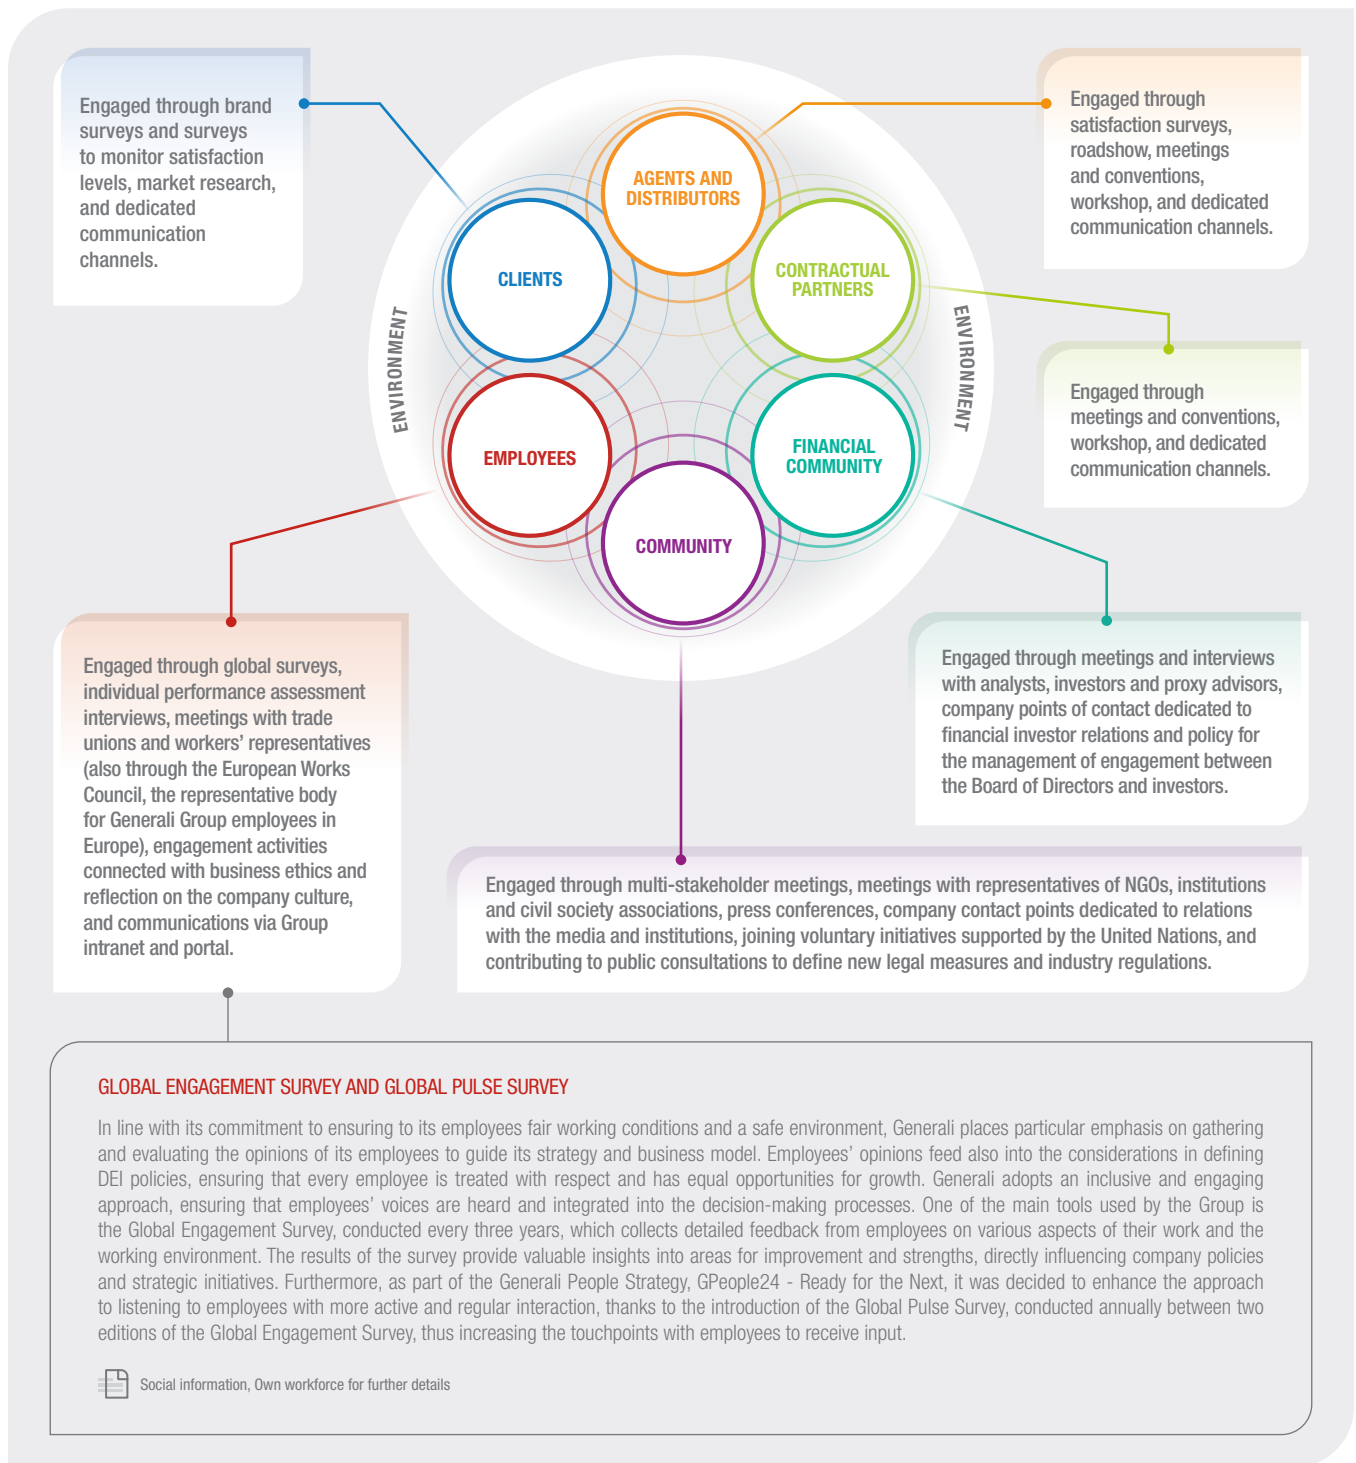 Engaged through brand
surveys and surveys
to monitor satisfaction
levels, market research,
and dedicated
communication
channels.
AGENTS AND
DISTRIBUTORS
Engaged through
satisfaction surveys,
roadshow, meetings
and conventions,
workshop, and dedicated
communication channels.
CLIENTS
CONTRACTUAL
PARTNERS
ENVIRONMENT
ENVIRONMENT
Engaged through
meetings and conventions,
workshop, and dedicated
communication channels.
EMPLOYEES
FINANCIAL
COMMUNITY
COMMUNITY
Engaged through global surveys,
individual performance assessment
interviews, meetings with trade
unions and workers’ representatives
(also through the European Works
Council, the representative body
for Generali Group employees in
Europe), engagement activities
connected with business ethics and
reflection on the company culture,
and communications via Group
intranet and portal.
Engaged through meetings and interviews
with analysts, investors and proxy advisors,
company points of contact dedicated to
financial investor relations and policy for
the management of engagement between
the Board of Directors and investors.
Engaged through multi-stakeholder meetings, meetings with representatives of NGOs, institutions
and civil society associations, press conferences, company contact points dedicated to relations
with the media and institutions, joining voluntary initiatives supported by the United Nations, and
contributing to public consultations to define new legal measures and industry regulations.
GLOBAL ENGAGEMENT SURVEY AND GLOBAL PULSE SURVEY
In line with its commitment to ensuring to its employees fair working conditions and a safe environment, Generali places particular emphasis on gathering
and evaluating the opinions of its employees to guide its strategy and business model. Employees’ opinions feed also into the considerations in defining
DEI policies, ensuring that every employee is treated with respect and has equal opportunities for growth. Generali adopts an inclusive and engaging
approach, ensuring that employees’ voices are heard and integrated into the decision-making processes. One of the main tools used by the Group is
the Global Engagement Survey, conducted every three years, which collects detailed feedback from employees on various aspects of their work and the
working environment. The results of the survey provide valuable insights into areas for improvement and strengths, directly influencing company policies
and strategic initiatives. Furthermore, as part of the Generali People Strategy, GPeople24 - Ready for the Next, it was decided to enhance the approach
to listening to employees with more active and regular interaction, thanks to the introduction of the Global Pulse Survey, conducted annually between two
editions of the Global Engagement Survey, thus increasing the touchpoints with employees to receive input.
Social information, Own workforce for further details